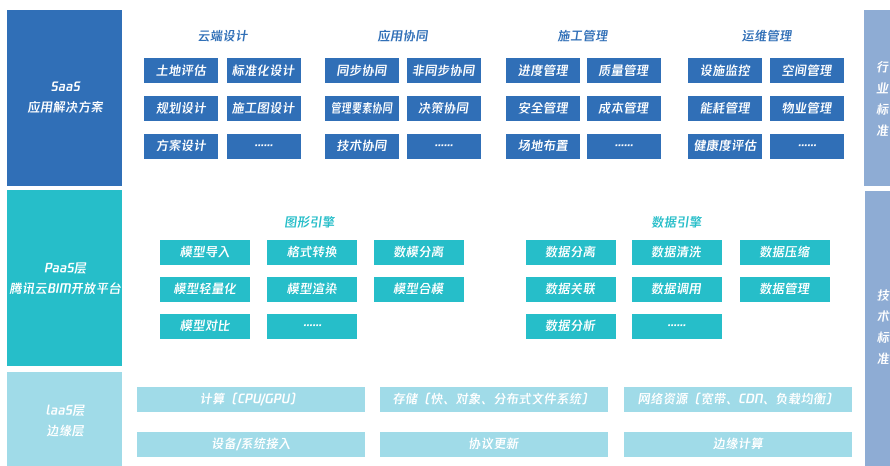 云端设计 应用协同 施工管理 运维管理
SaaS
应用解决方案
土地评估 标准化设计 同步协同 非同步协同 进度管理 质量管理 设施监控 空间管理
规划设计 施工图设计 管理要素协同 决策协同 安全管理 成本管理 能耗管理 物业管理
方案设计 …… 技术协同 …… 场地布置 …… 健康度评估 ……
行业标准
图形引擎 数据引擎
PaaS层
腾讯云BIM开放平台
模型导入 格式转换 数模分离 数据分离 数据清洗 数据压缩
模型轻量化 模型渲染 模型合模 数据关联 数据调用 数据管理
模型对比 …… 数据分析 ……
技术标准
laaS层
边缘层
计算（CPU/GPU） 存储（快、对象、分布式文件系统） 网络资源（宽带、CDN、负载均衡）
设备/系统接入 协议更新 边缘计算